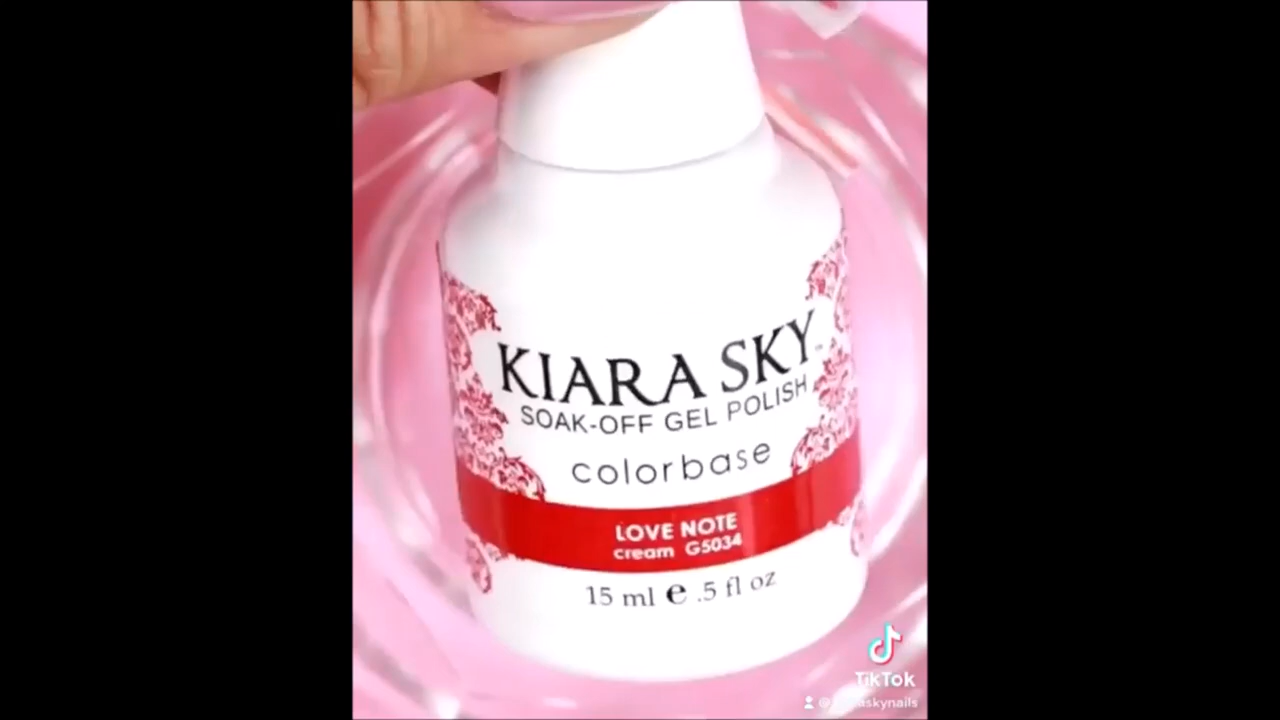 KIARA SKY
SOAK-OFF GEL POLISH
colorbase
LOVE NOTE
cream G5034
15 ml e .5 fl oz
TikTok